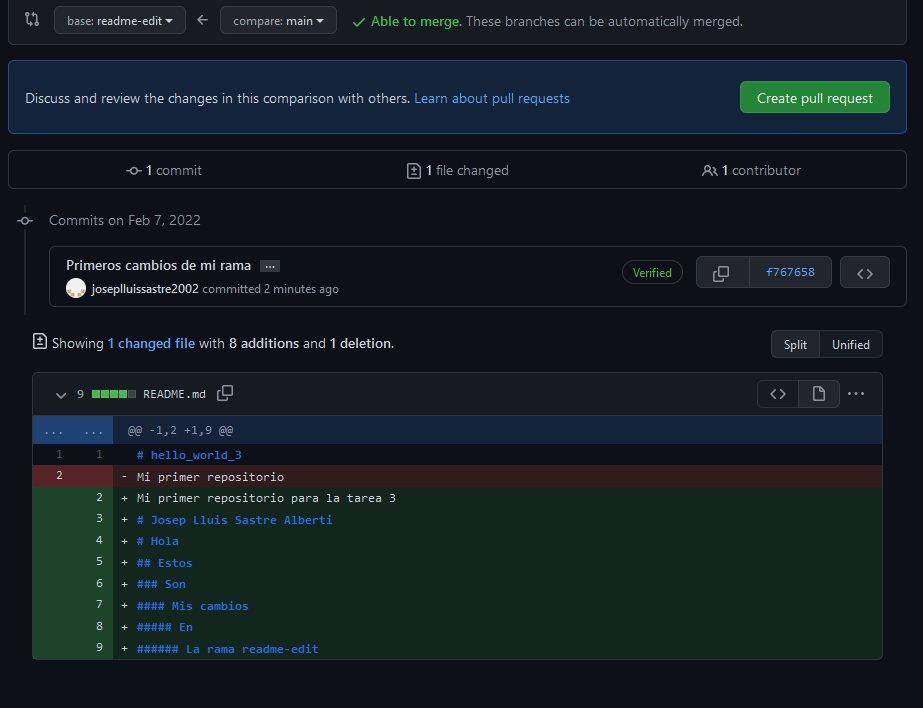 base: readme-edit compare: main Able to merge. These branches can be automatically merged.
Discuss and review the changes in this comparison with others. Learn about pull requests Create pull request
1 commit 1 file changed 1 contributor
Commits on Feb 7, 2022
Primeros cambios de mi rama ...
joseplluissastre2002 committed 2 minutes ago Verified f767658
Showing 1 changed file with 8 additions and 1 deletion. Split Unified
9 README.md
... ... @@ -1,2 +1,9 @@
1 1 # hello_world_3
2 - Mi primer repositorio
2 + Mi primer repositorio para la tarea 3
3 + # Josep Lluis Sastre Alberti
4 + # Hola
5 + ## Estos
6 + ### Son
7 + #### Mis cambios
8 + ##### En
9 + ###### La rama readme-edit